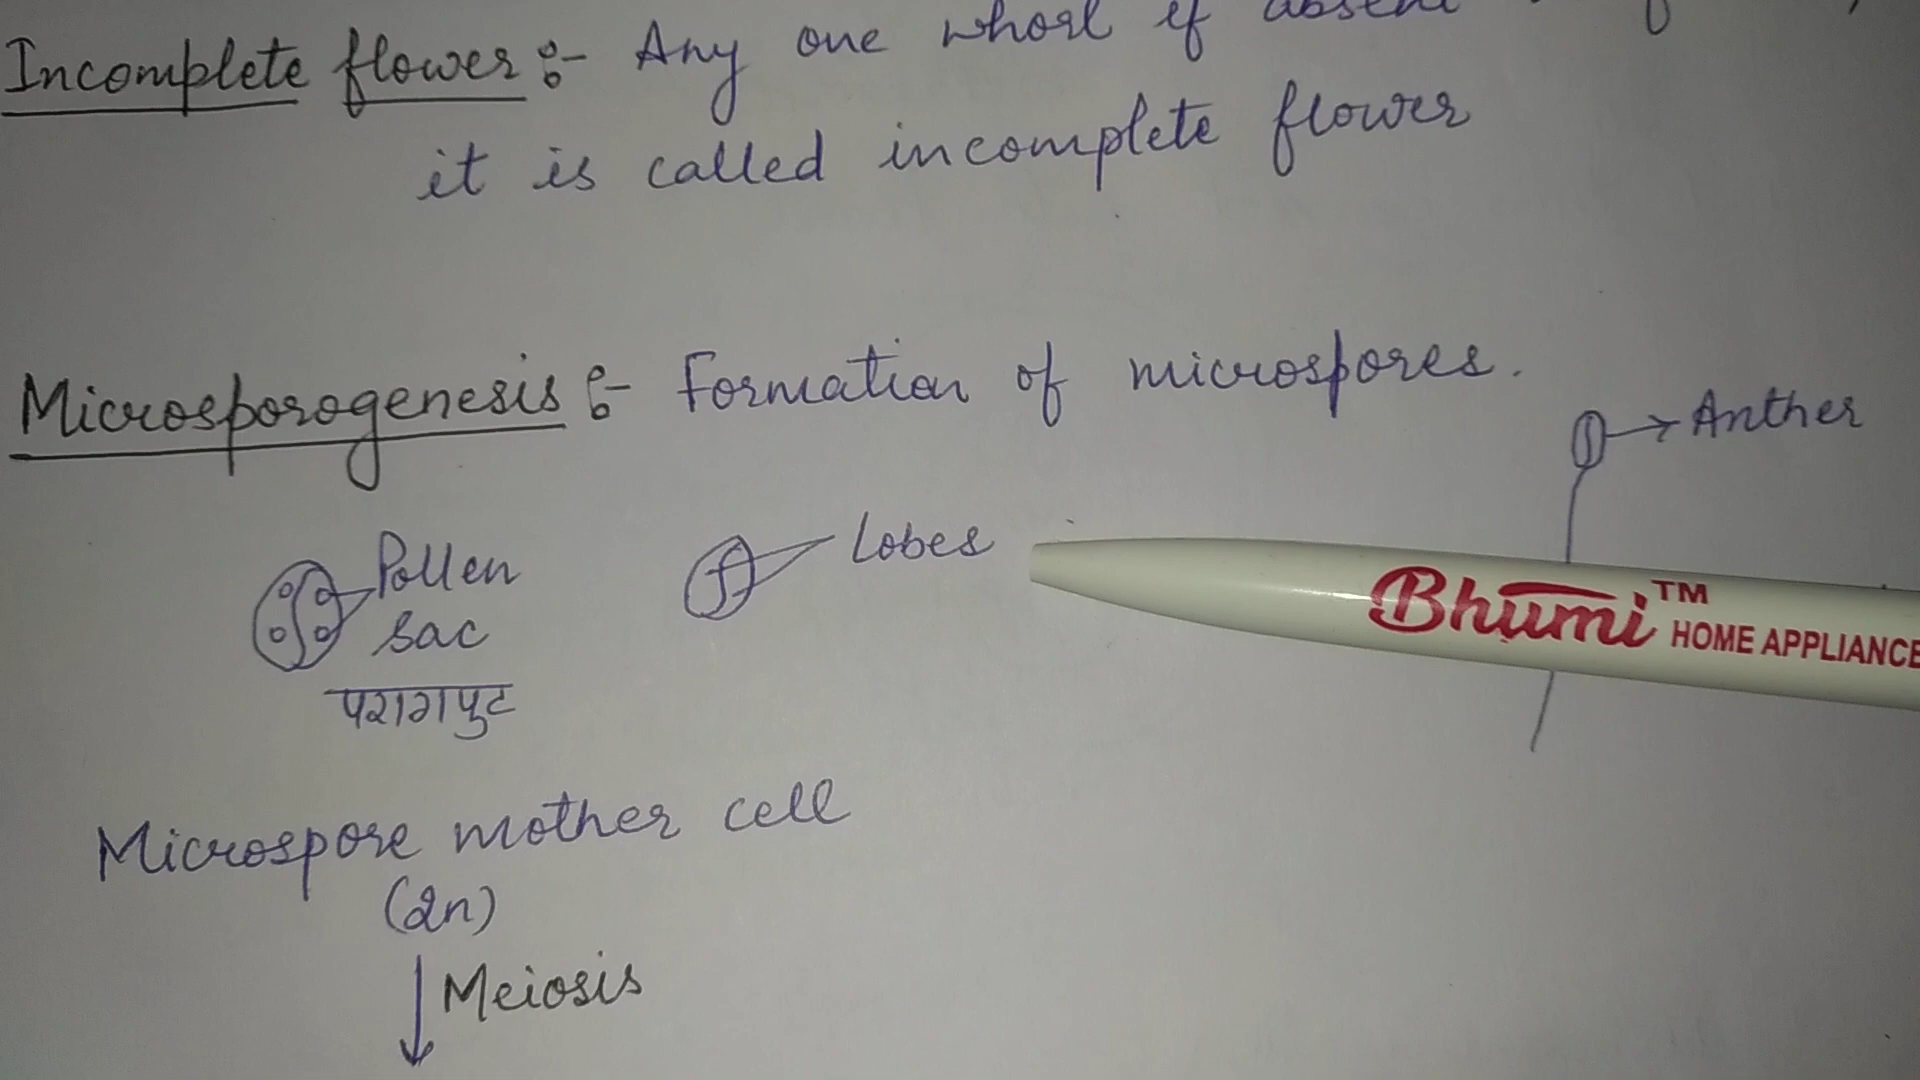 Incomplete flower :- Any one whorl if absent
it is called incomplete flower
Microsporogenesis :- Formation of microspores.
Anther
Lobes
Pollen
sac
परागपुट
Bhumi™
HOME APPLIANCE
Microspore mother cell
(2n)
Meiosis